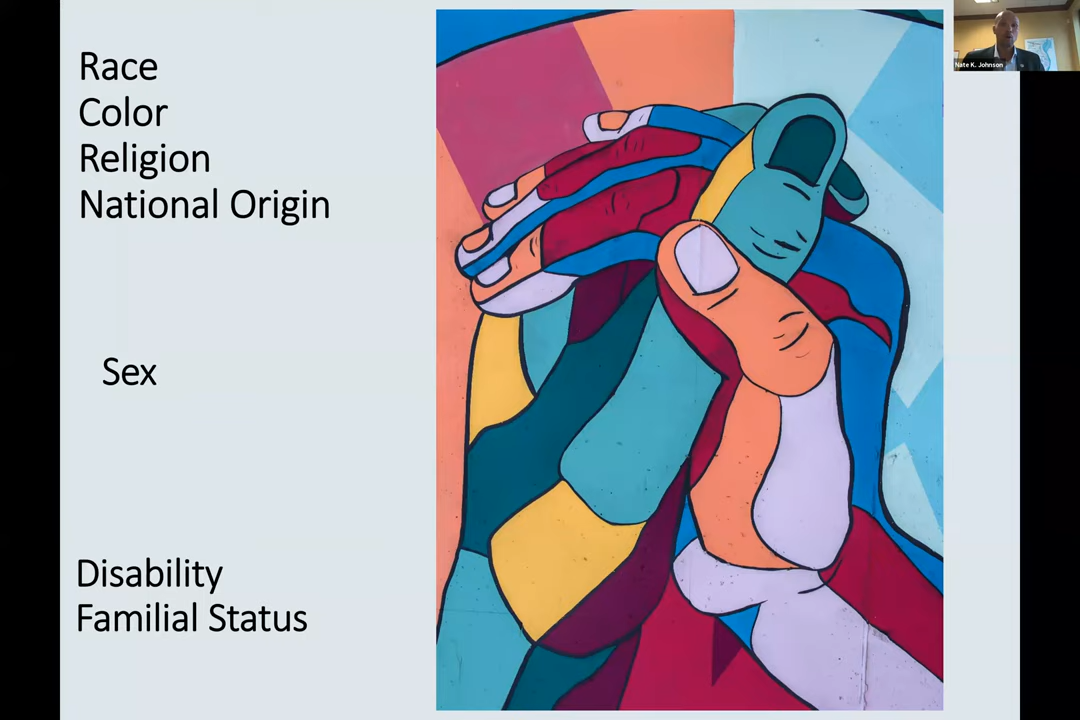 Race
Color
Religion
National Origin
Sex
Disability
Familial Status
Nate K. Johnson